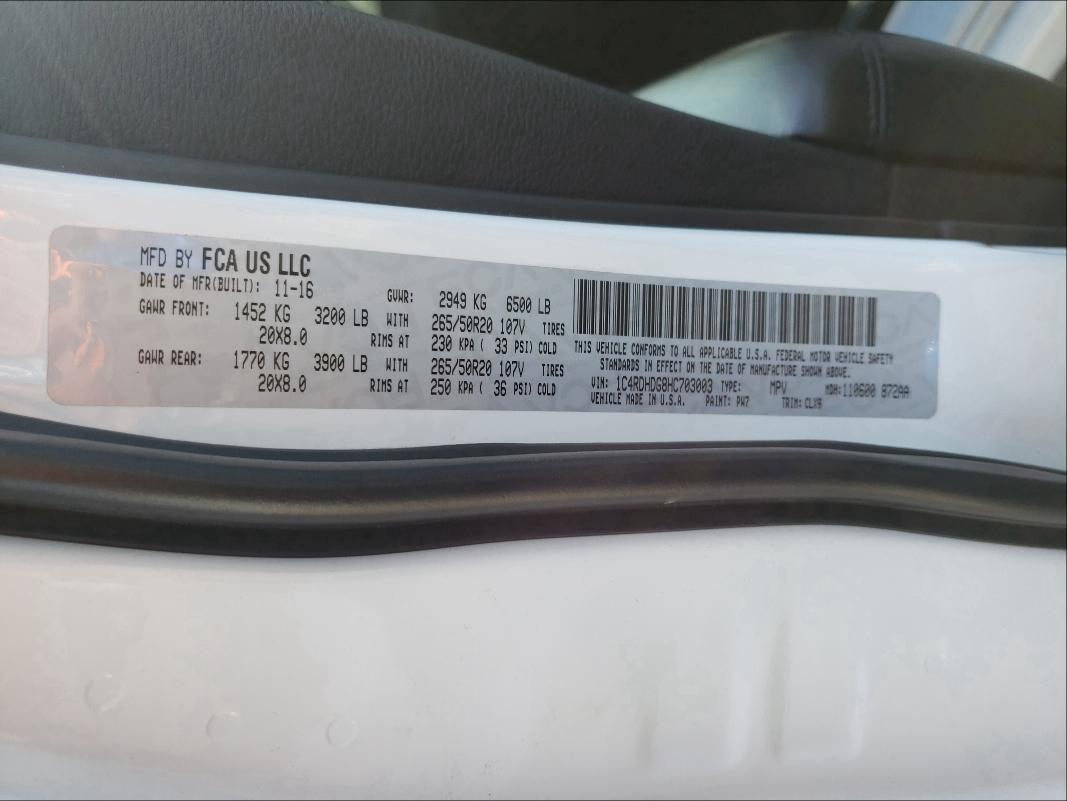 MFD BY FCA US LLC
DATE OF MFR(BUILT): 11-16 GVWR: 2949 KG 6500 LB
GAWR FRONT: 1452 KG 3200 LB WITH 265/50R20 107V TIRES
20X8.0 RIMS AT 230 KPA ( 33 PSI) COLD
GAWR REAR: 1770 KG 3900 LB WITH 265/50R20 107V TIRES
20X8.0 RIMS AT 250 KPA ( 36 PSI) COLD
THIS VEHICLE CONFORMS TO ALL APPLICABLE U.S.A. FEDERAL MOTOR VEHICLE SAFETY
STANDARDS IN EFFECT ON THE DATE OF MANUFACTURE SHOWN ABOVE.
VIN: 1C4RDHDG8HC703003 TYPE: MPV MDH:110600 872AA
VEHICLE MADE IN U.S.A. PAINT: PW7 TRIM: CLX9